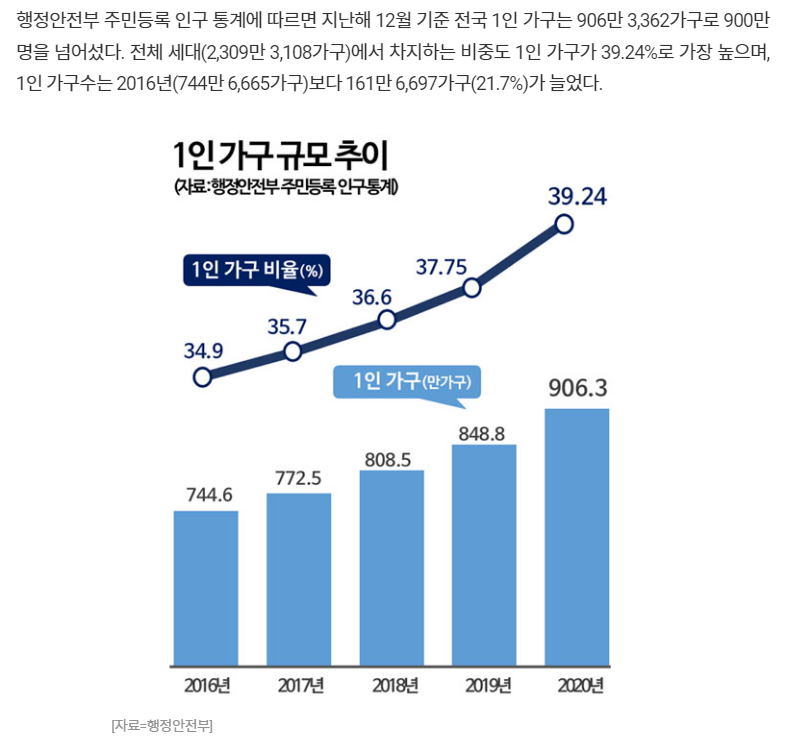 행정안전부 주민등록 인구 통계에 따르면 지난해 12월 기준 전국 1인 가구는 906만 3,362가구로 900만
명을 넘어섰다. 전체 세대(2,309만 3,108가구)에서 차지하는 비중도 1인 가구가 39.24%로 가장 높으며,
1인 가구수는 2016년(744만 6,665가구)보다 161만 6,697가구(21.7%)가 늘었다.
1인 가구 규모 추이
(자료:행정안전부 주민등록 인구통계)
39.24
1인 가구 비율(%)
37.75
36.6
35.7
34.9
1인 가구(만가구)
906.3
848.8
808.5
772.5
744.6
2016년 2017년 2018년 2019년 2020년
[자료=행정안전부]